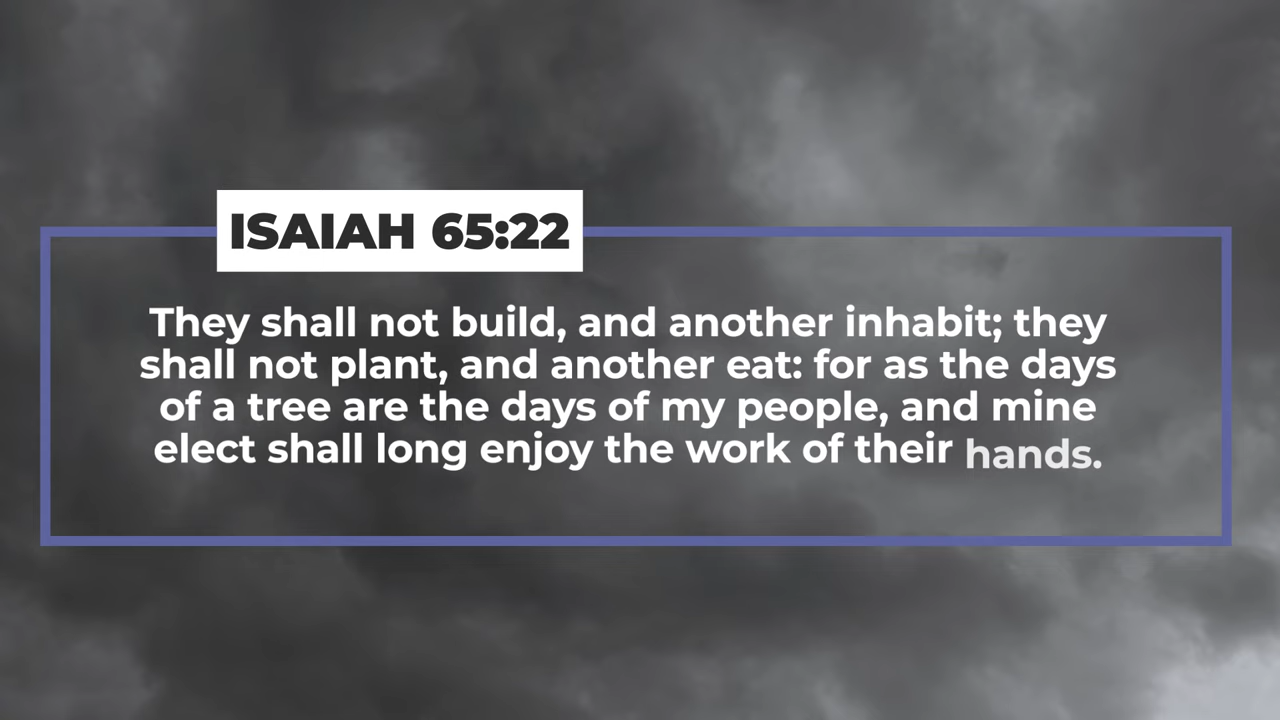 ISAIAH 65:22
They shall not build, and another inhabit; they
shall not plant, and another eat: for as the days
of a tree are the days of my people, and mine
elect shall long enjoy the work of their hands.